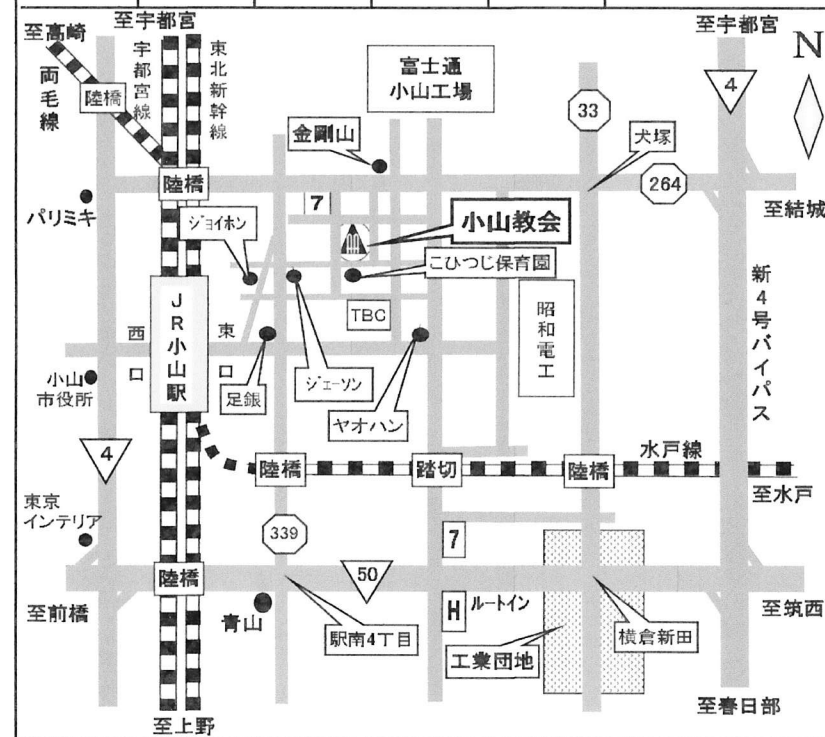 至宇都宮
至宇都宮
至高崎
両毛線
宇都宮線
東北新幹線
陸橋
富士通
小山工場
N
4
33
金剛山
犬塚
陸橋
264
パリミキ
ジョイホン
7
小山教会
至結城
こひつじ保育園
JR小山駅
西口
東口
TBC
昭和電工
新4号バイパス
小山
市役所
足銀
ジェーソン
ヤオハン
4
陸橋
踏切
陸橋
水戸線
至水戸
東京
インテリア
339
7
陸橋
50
至前橋
青山
駅南4丁目
H
ルートイン
工業団地
横倉新田
至筑西
至春日部
至上野